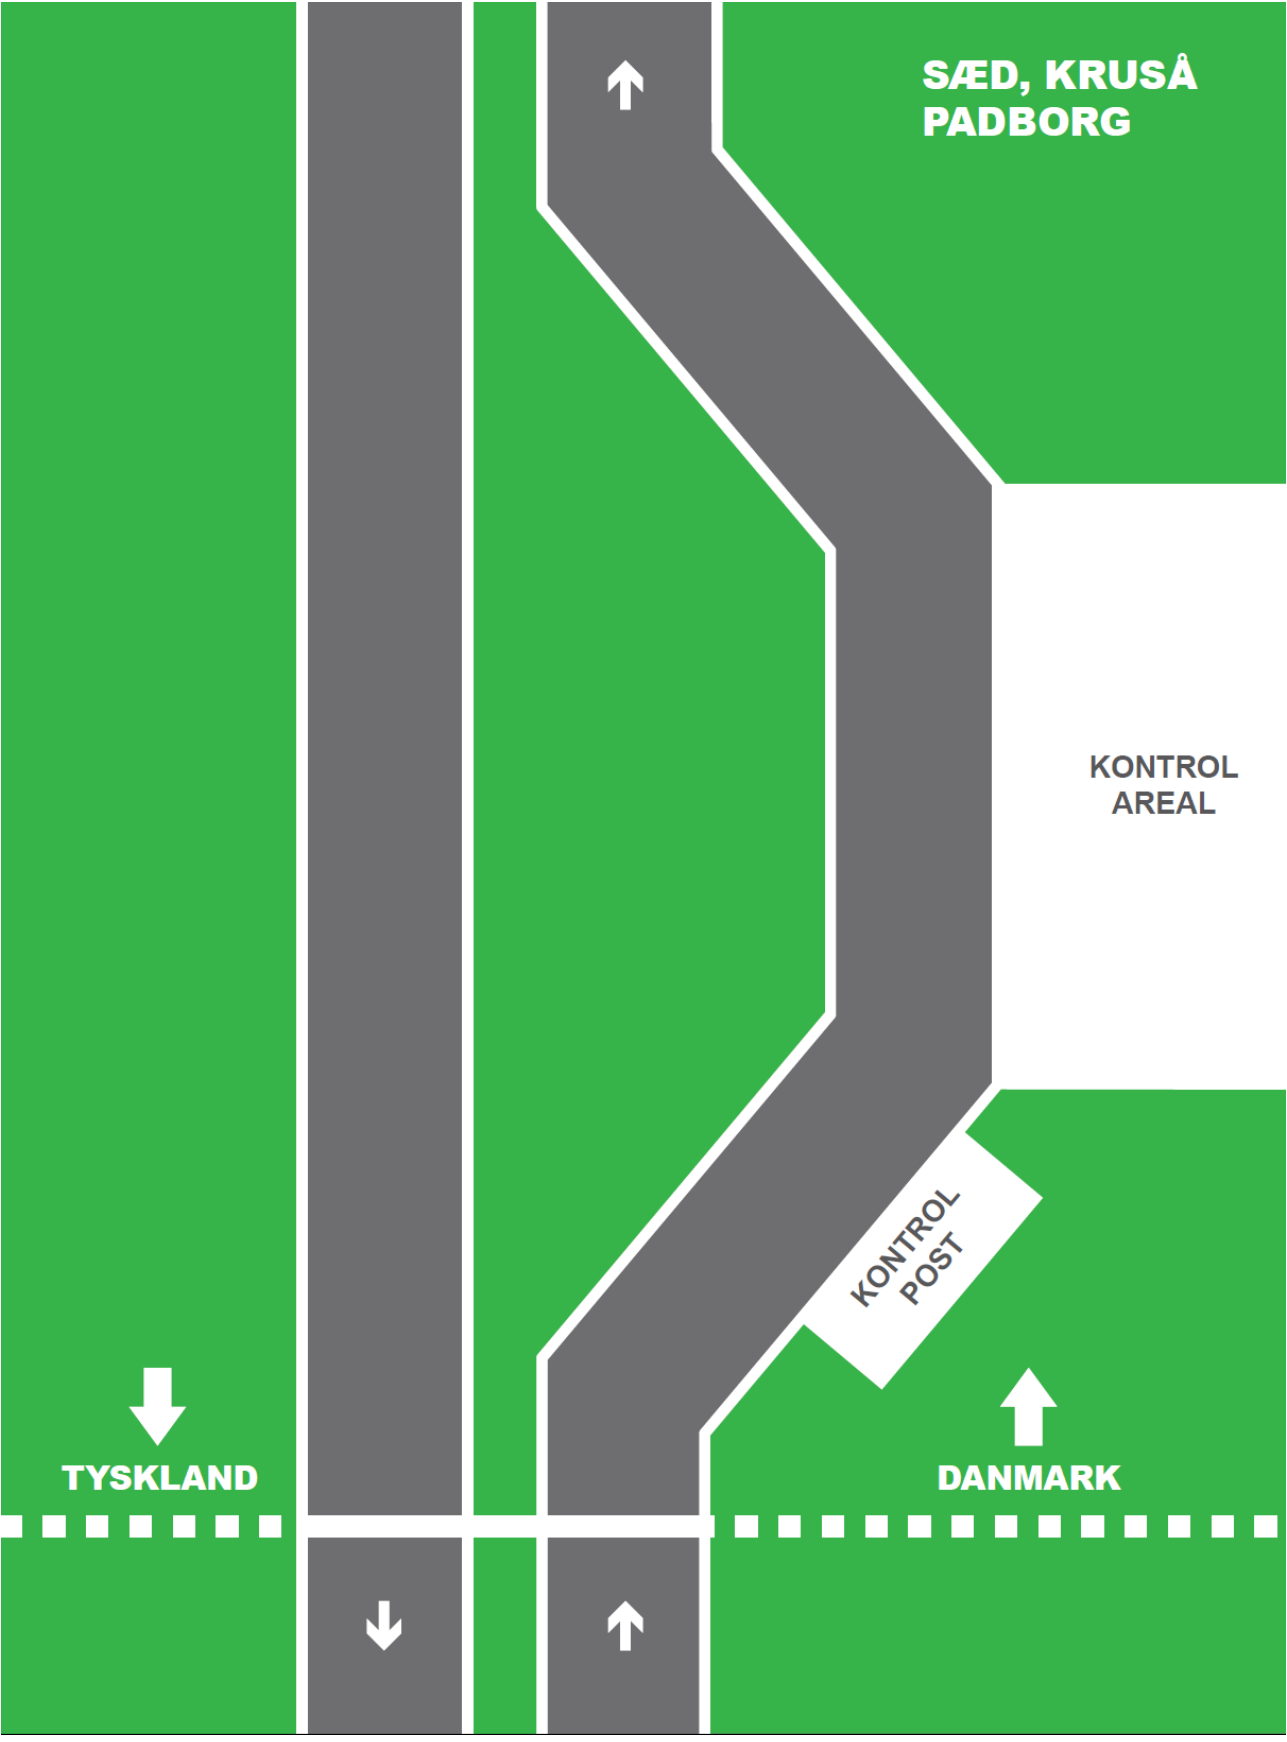 SÆD, KRUSÅ
PADBORG
KONTROL
AREAL
KONTROL
POST
TYSKLAND
DANMARK